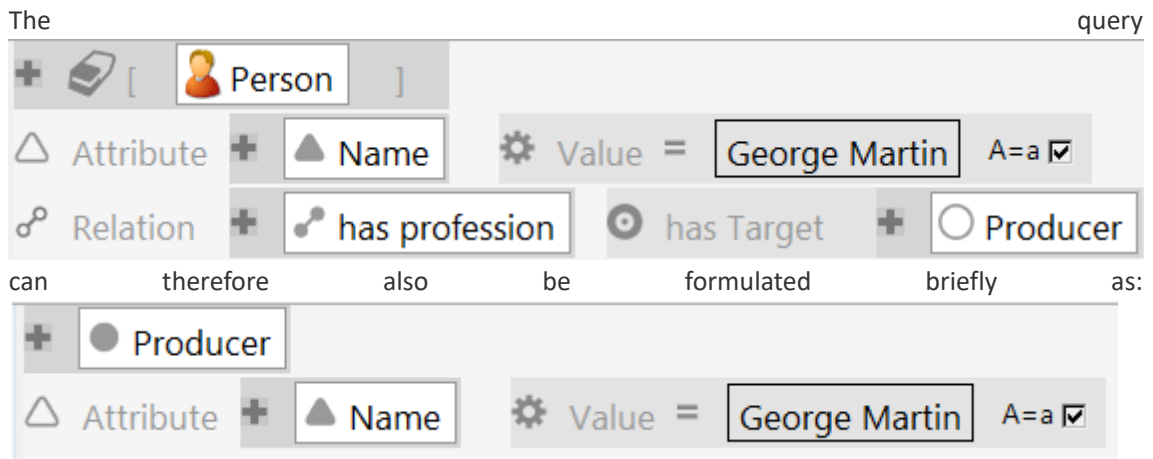 The query
[ Person ]
Attribute Name Value = George Martin A=a
Relation has profession has Target Producer
can therefore also be formulated briefly as:
Producer
Attribute Name Value = George Martin A=a